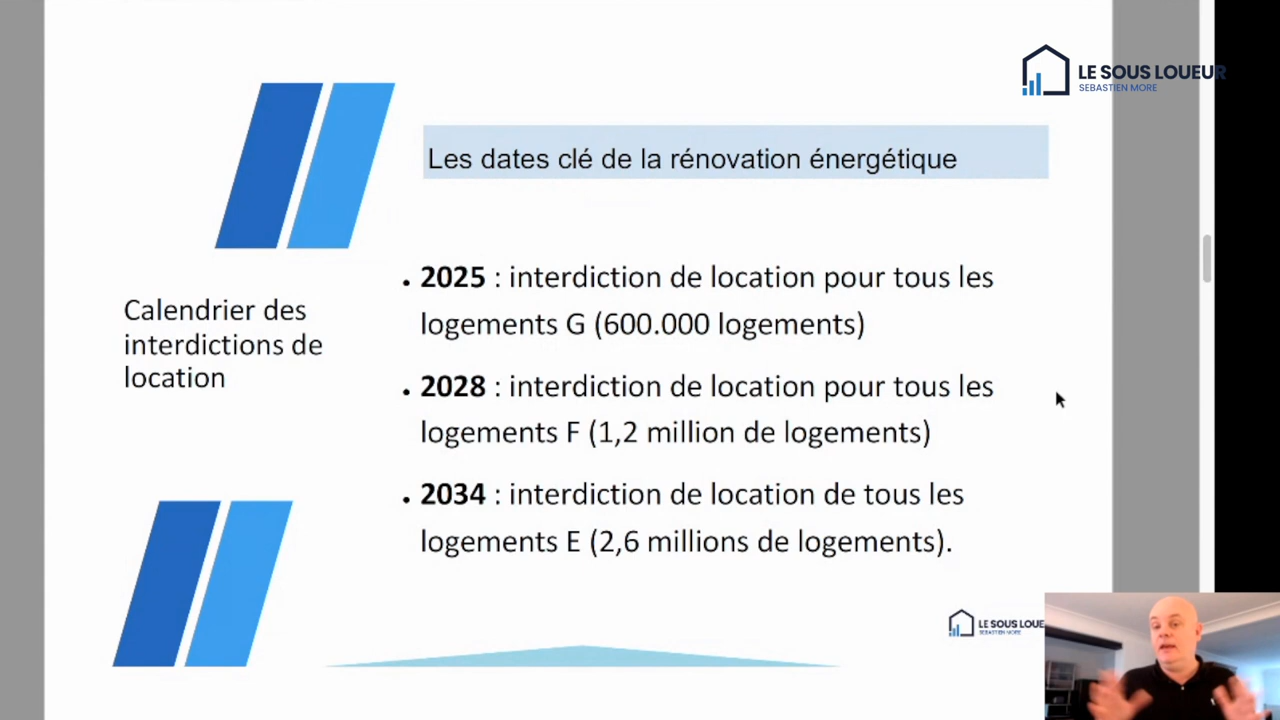 LE SOUS LOUEUR
SEBASTIEN MORE
Les dates clé de la rénovation énergétique
Calendrier des
interdictions de
location
• 2025 : interdiction de location pour tous les
logements G (600.000 logements)
• 2028 : interdiction de location pour tous les
logements F (1,2 million de logements)
• 2034 : interdiction de location de tous les
logements E (2,6 millions de logements).
LE SOUS LOUE
SEBASTIEN MORE